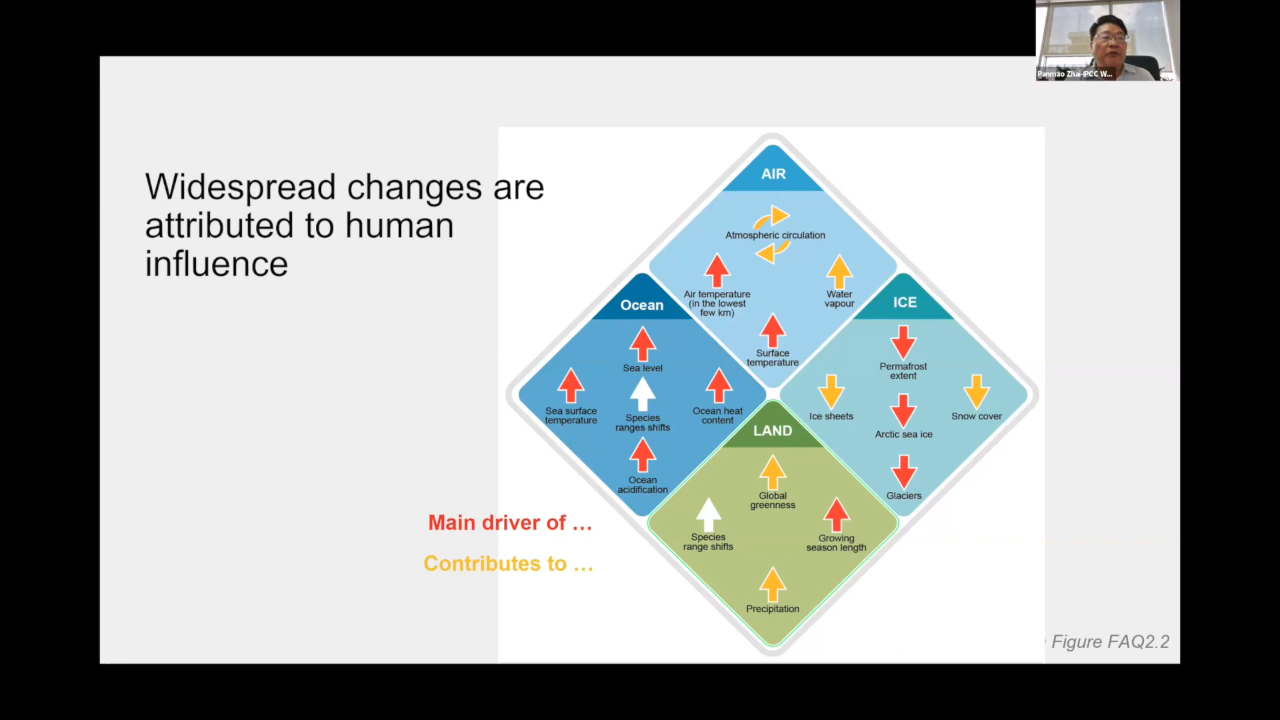 Panmao Zhai-IPCC W...
Widespread changes are
attributed to human
influence
AIR
Atmospheric circulation
Air temperature
(in the lowest
few km)
Water
vapour
Surface
temperature
Ocean
Sea level
Sea surface
temperature
Species
ranges shifts
Ocean heat
content
Ocean
acidification
ICE
Permafrost
extent
Ice sheets
Snow cover
Arctic sea ice
Glaciers
LAND
Global
greenness
Species
range shifts
Growing
season length
Precipitation
Main driver of ...
Contributes to ...
Figure FAQ2.2